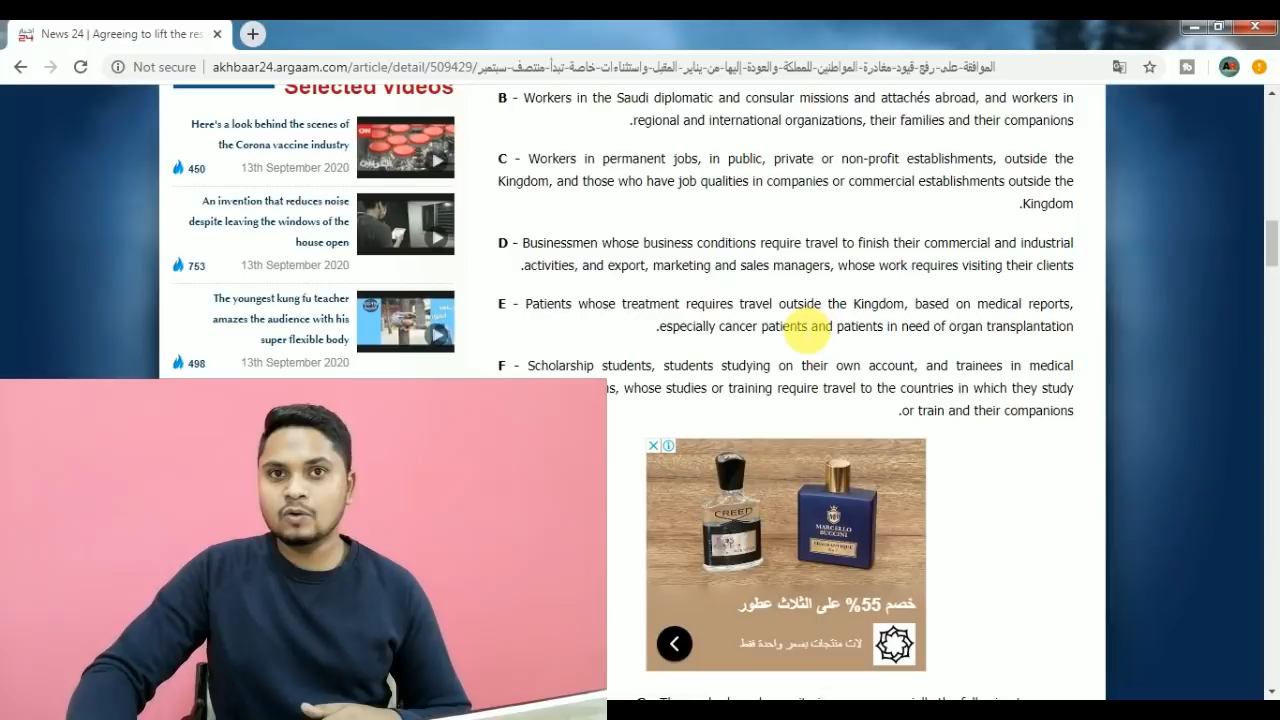 News 24 | Agreeing to lift the res
Not secure
akhbaar24.argaam.com/article/detail/509429/الموافقة-على-رفع-قيود-مغادرة-المواطنين-للمملكة-والعودة-إليها-من-يناير-المقبل-واستثناءات-خاصة-تبدأ-منتصف-سبتمبر
Selected videos
Here's a look behind the scenes of
the Corona vaccine industry
450 13th September 2020
An invention that reduces noise
despite leaving the windows of the
house open
753 13th September 2020
The youngest kung fu teacher
amazes the audience with his
super flexible body
498 13th September 2020
B - Workers in the Saudi diplomatic and consular missions and attachés abroad, and workers in
.regional and international organizations, their families and their companions
C - Workers in permanent jobs, in public, private or non-profit establishments, outside the
Kingdom, and those who have job qualities in companies or commercial establishments outside the
.Kingdom
D - Businessmen whose business conditions require travel to finish their commercial and industrial
.activities, and export, marketing and sales managers, whose work requires visiting their clients
E - Patients whose treatment requires travel outside the Kingdom, based on medical reports,
.especially cancer patients and patients in need of organ transplantation
F - Scholarship students, students studying on their own account, and trainees in medical
, whose studies or training require travel to the countries in which they study
.or train and their companions
CREED
MARCELLO
BUCCINI
خصم 55% على الثلاث عطور
ثلاث منتجات بسعر واحدة فقط